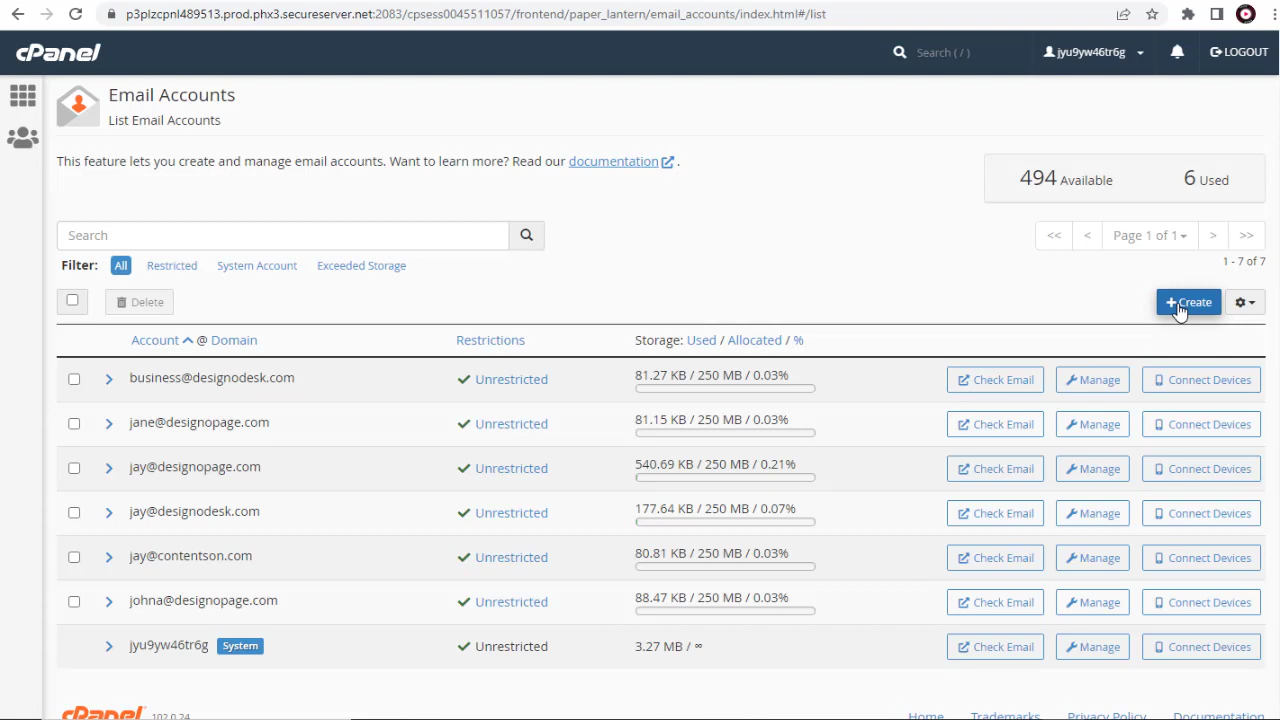 p3plzcpnl489513.prod.phx3.secureserver.net:2083/cpsess0045511057/frontend/paper_lantern/email_accounts/index.html#/list
cPanel
Search ( / )
jyu9yw46tr6g
LOGOUT
Email Accounts
List Email Accounts
This feature lets you create and manage email accounts. Want to learn more? Read our documentation .
494 Available 6 Used
Search
<< < Page 1 of 1 > >>
Filter: All Restricted System Account Exceeded Storage
1 - 7 of 7
Delete
+ Create
Account @ Domain Restrictions Storage: Used / Allocated / %
business@designodesk.com Unrestricted 81.27 KB / 250 MB / 0.03% Check Email Manage Connect Devices
jane@designopage.com Unrestricted 81.15 KB / 250 MB / 0.03% Check Email Manage Connect Devices
jay@designopage.com Unrestricted 540.69 KB / 250 MB / 0.21% Check Email Manage Connect Devices
jay@designodesk.com Unrestricted 177.64 KB / 250 MB / 0.07% Check Email Manage Connect Devices
jay@contentson.com Unrestricted 80.81 KB / 250 MB / 0.03% Check Email Manage Connect Devices
johna@designopage.com Unrestricted 88.47 KB / 250 MB / 0.03% Check Email Manage Connect Devices
jyu9yw46tr6g System Unrestricted 3.27 MB / ∞ Check Email Manage Connect Devices
cPanel 102.0.24 Home Trademarks Privacy Policy Documentation